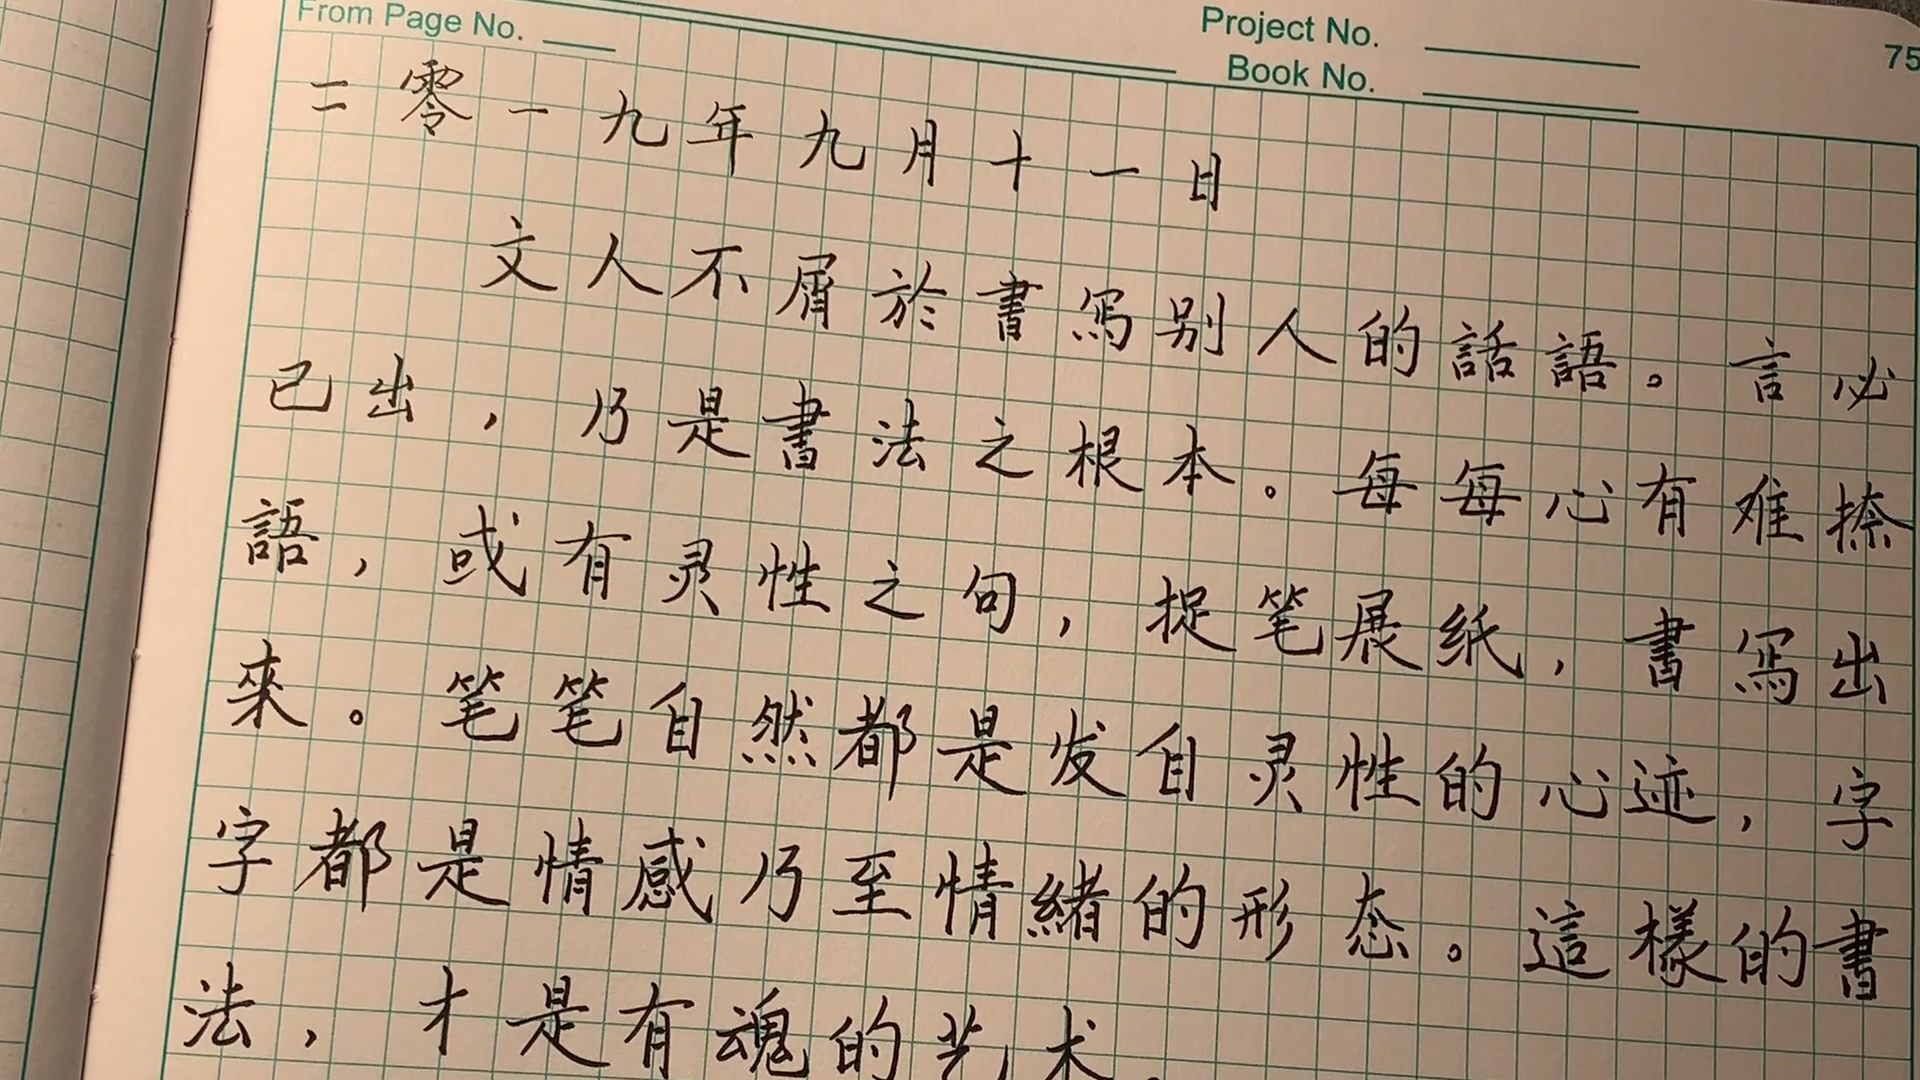 From Page No.
Project No.
75
Book No.
二零一九年九月十一日
文人不屑於書寫别人的話語。言必
已出，乃是書法之根本。每每心有难捺
語，或有灵性之句，捉笔展纸，書寫出
來。笔笔自然都是发自灵性的心迹，字
字都是情感乃至情緒的形态。這樣的書
法，才是有魂的艺术。